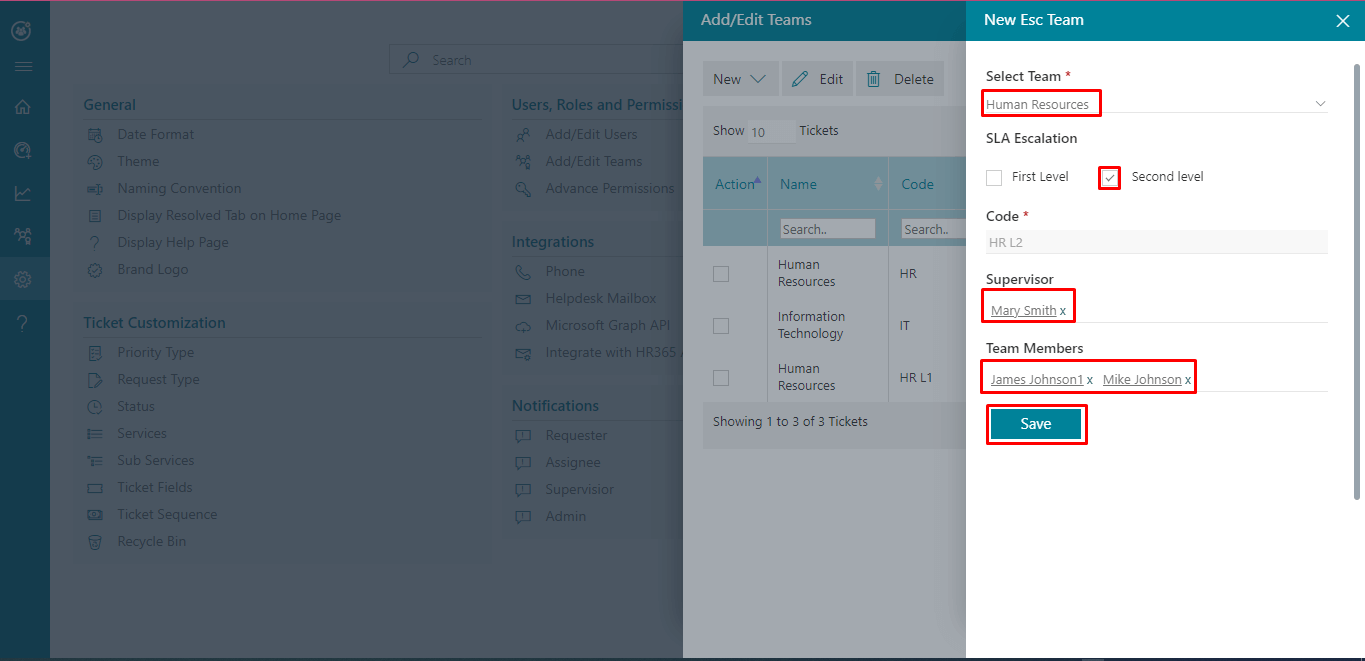 Search
General
Date Format
Theme
Naming Convention
Display Resolved Tab on Home Page
Display Help Page
Brand Logo
Ticket Customization
Priority Type
Request Type
Status
Services
Sub Services
Ticket Fields
Ticket Sequence
Recycle Bin
Users, Roles and Permissi
Add/Edit Users
Add/Edit Teams
Advance Permissions
Integrations
Phone
Helpdesk Mailbox
Microsoft Graph API
Integrate with HR365 A
Notifications
Requester
Assignee
Supervisior
Admin
Add/Edit Teams
New Edit Delete
Show 10 Tickets
Action Name Code
Search.. Search..
Human
Resources
HR
Information
Technology
IT
Human
Resources
HR L1
Showing 1 to 3 of 3 Tickets
New Esc Team
Select Team *
Human Resources
SLA Escalation
First Level Second level
Code *
HR L2
Supervisor
Mary Smith x
Team Members
James Johnson1 x Mike Johnson x
Save